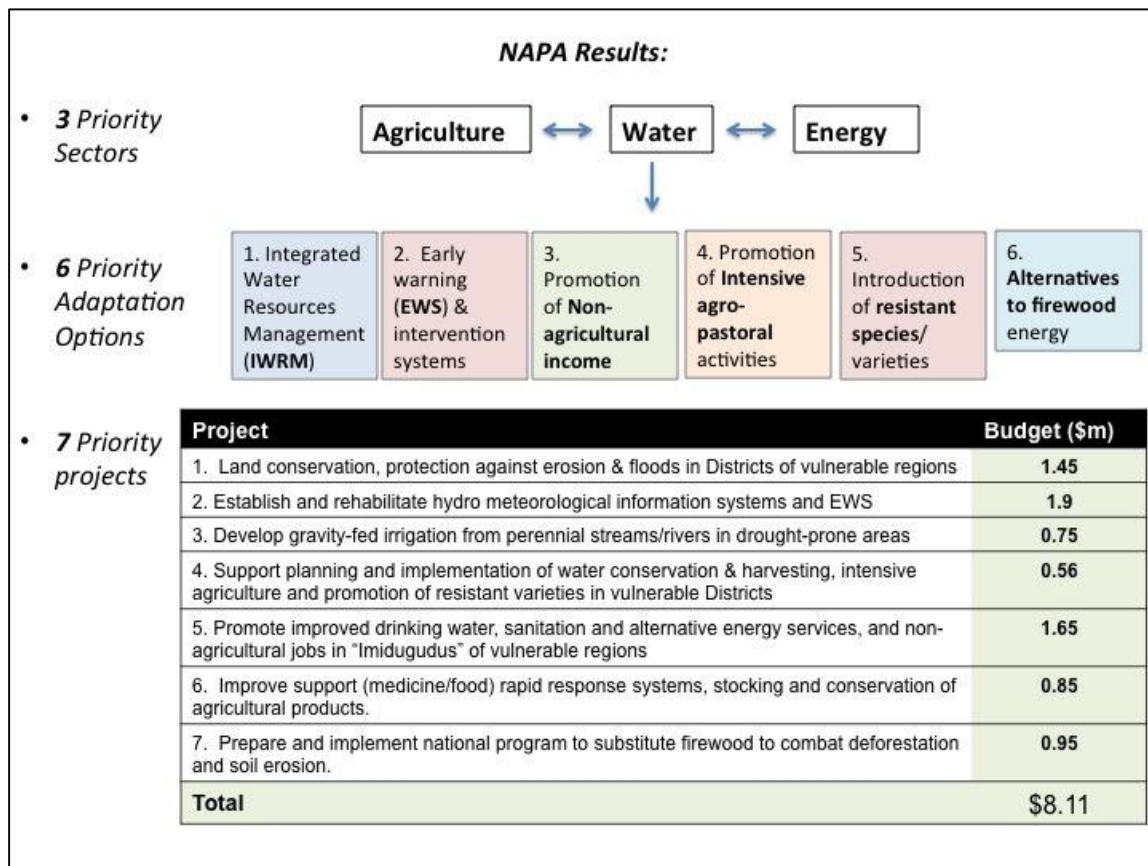 NAPA Results:
• 3 Priority
Sectors
Agriculture
Water
Energy
• 6 Priority
Adaptation
Options
1. Integrated
Water
Resources
Management
(IWRM)
2. Early
warning
(EWS) &
intervention
systems
3.
Promotion
of Non-
agricultural
income
4. Promotion
of Intensive
agro-
pastoral
activities
5.
Introduction
of resistant
species/
varieties
6.
Alternatives
to firewood
energy
• 7 Priority
projects
Project Budget ($m)
1. Land conservation, protection against erosion & floods in Districts of vulnerable regions 1.45
2. Establish and rehabilitate hydro meteorological information systems and EWS 1.9
3. Develop gravity-fed irrigation from perennial streams/rivers in drought-prone areas 0.75
4. Support planning and implementation of water conservation & harvesting, intensive
agriculture and promotion of resistant varieties in vulnerable Districts
0.56
5. Promote improved drinking water, sanitation and alternative energy services, and non-
agricultural jobs in “Imidugudus” of vulnerable regions
1.65
6. Improve support (medicine/food) rapid response systems, stocking and conservation of
agricultural products.
0.85
7. Prepare and implement national program to substitute firewood to combat deforestation
and soil erosion.
0.95
Total $8.11